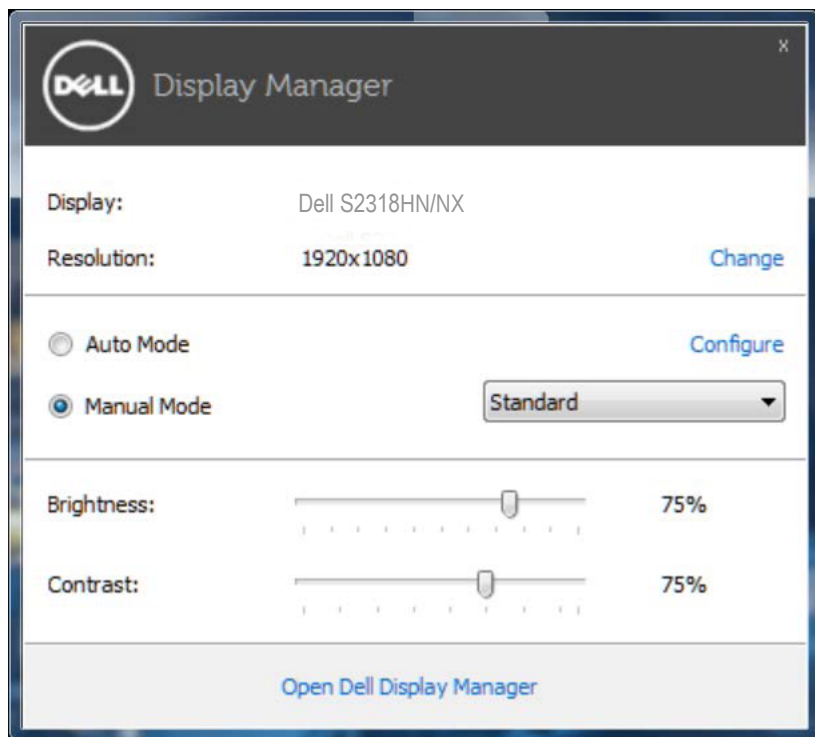 x
DELL Display Manager
Display: Dell S2318HN/NX
Resolution: 1920x1080 Change
Auto Mode Configure
Manual Mode Standard
Brightness: 75%
Contrast: 75%
Open Dell Display Manager